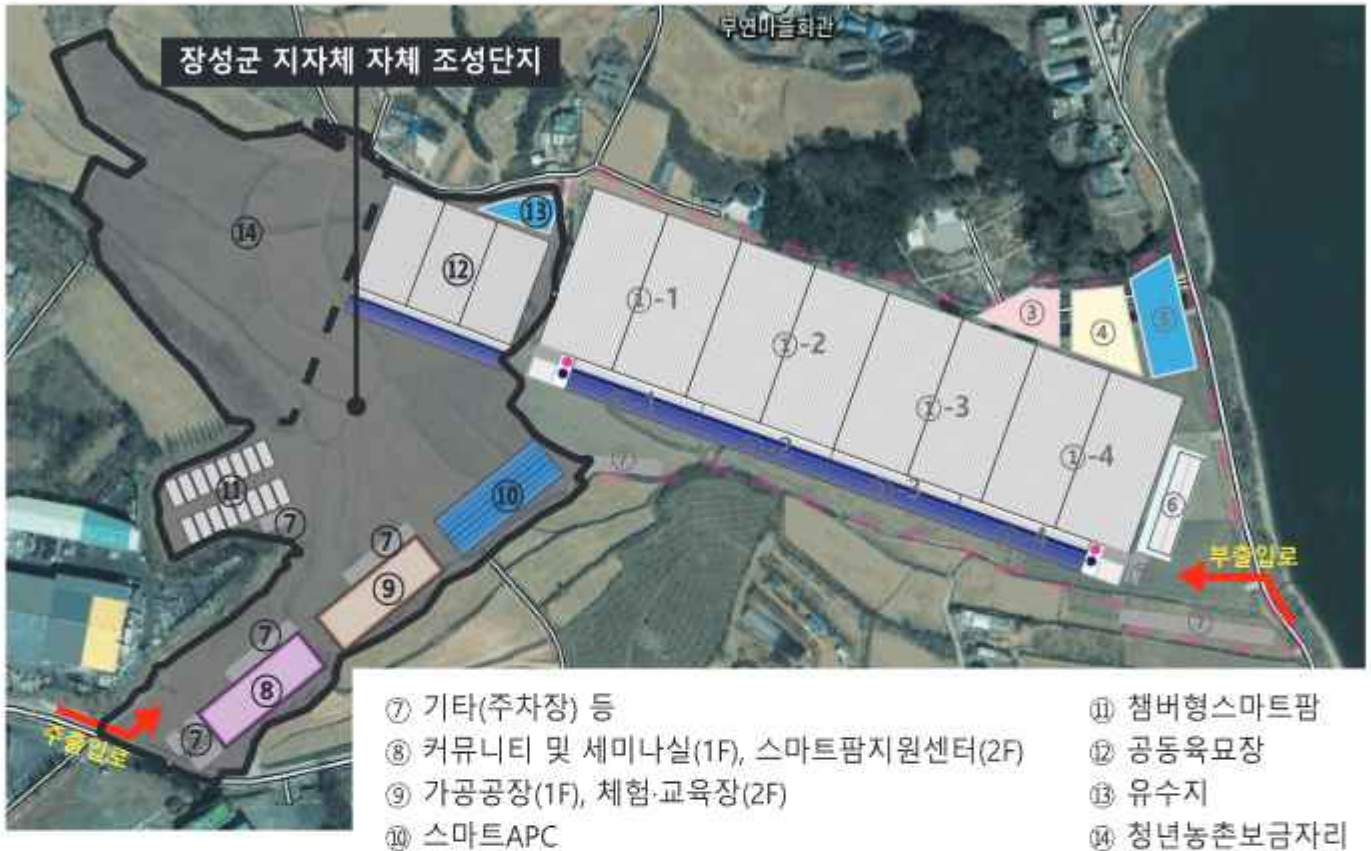 무연마을회관
장성군 지자체 자체 조성단지
⑬
⑭
⑫
①-1
①-2
①-3
①-4
③
④
⑤
⑥
⑦
⑪
⑦
⑩
⑦
⑨
⑦
⑧
⑦
⑦
부출입로
주출입로
⑦ 기타(주차장) 등
⑧ 커뮤니티 및 세미나실(1F), 스마트팜지원센터(2F)
⑨ 가공공장(1F), 체험·교육장(2F)
⑩ 스마트APC
⑪ 챔버형스마트팜
⑫ 공동육묘장
⑬ 유수지
⑭ 청년농촌보금자리